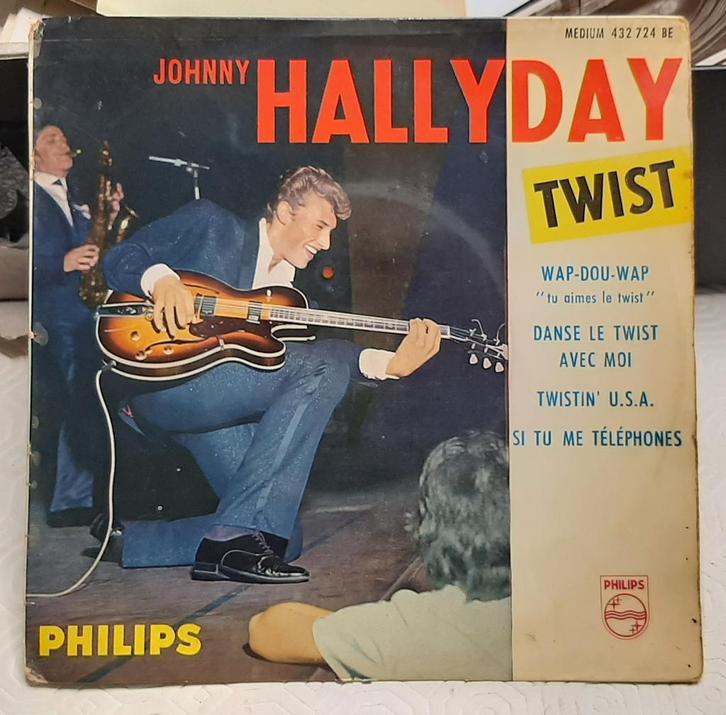 MEDIUM 432 724 BE
JOHNNY HALLYDAY
TWIST
WAP-DOU-WAP
"tu aimes le twist"
DANSE LE TWIST
AVEC MOI
TWISTIN' U.S.A.
SI TU ME TÉLÉPHONES
PHILIPS
PHILIPS